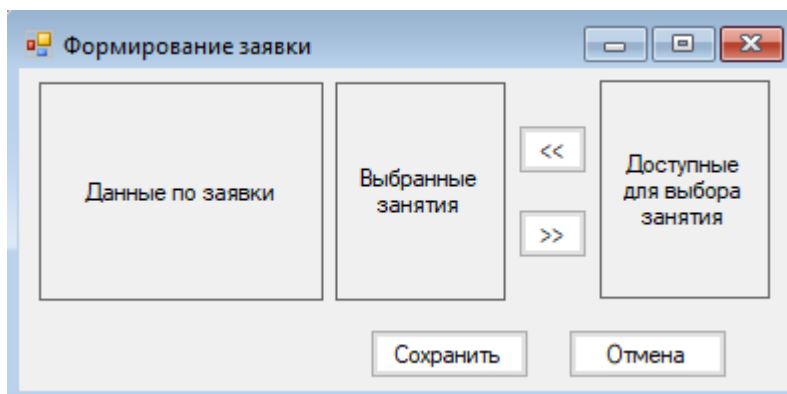 Формирование заявки
Данные по заявки
Выбранные
занятия
<<
>>
Доступные
для выбора
занятия
Сохранить
Отмена